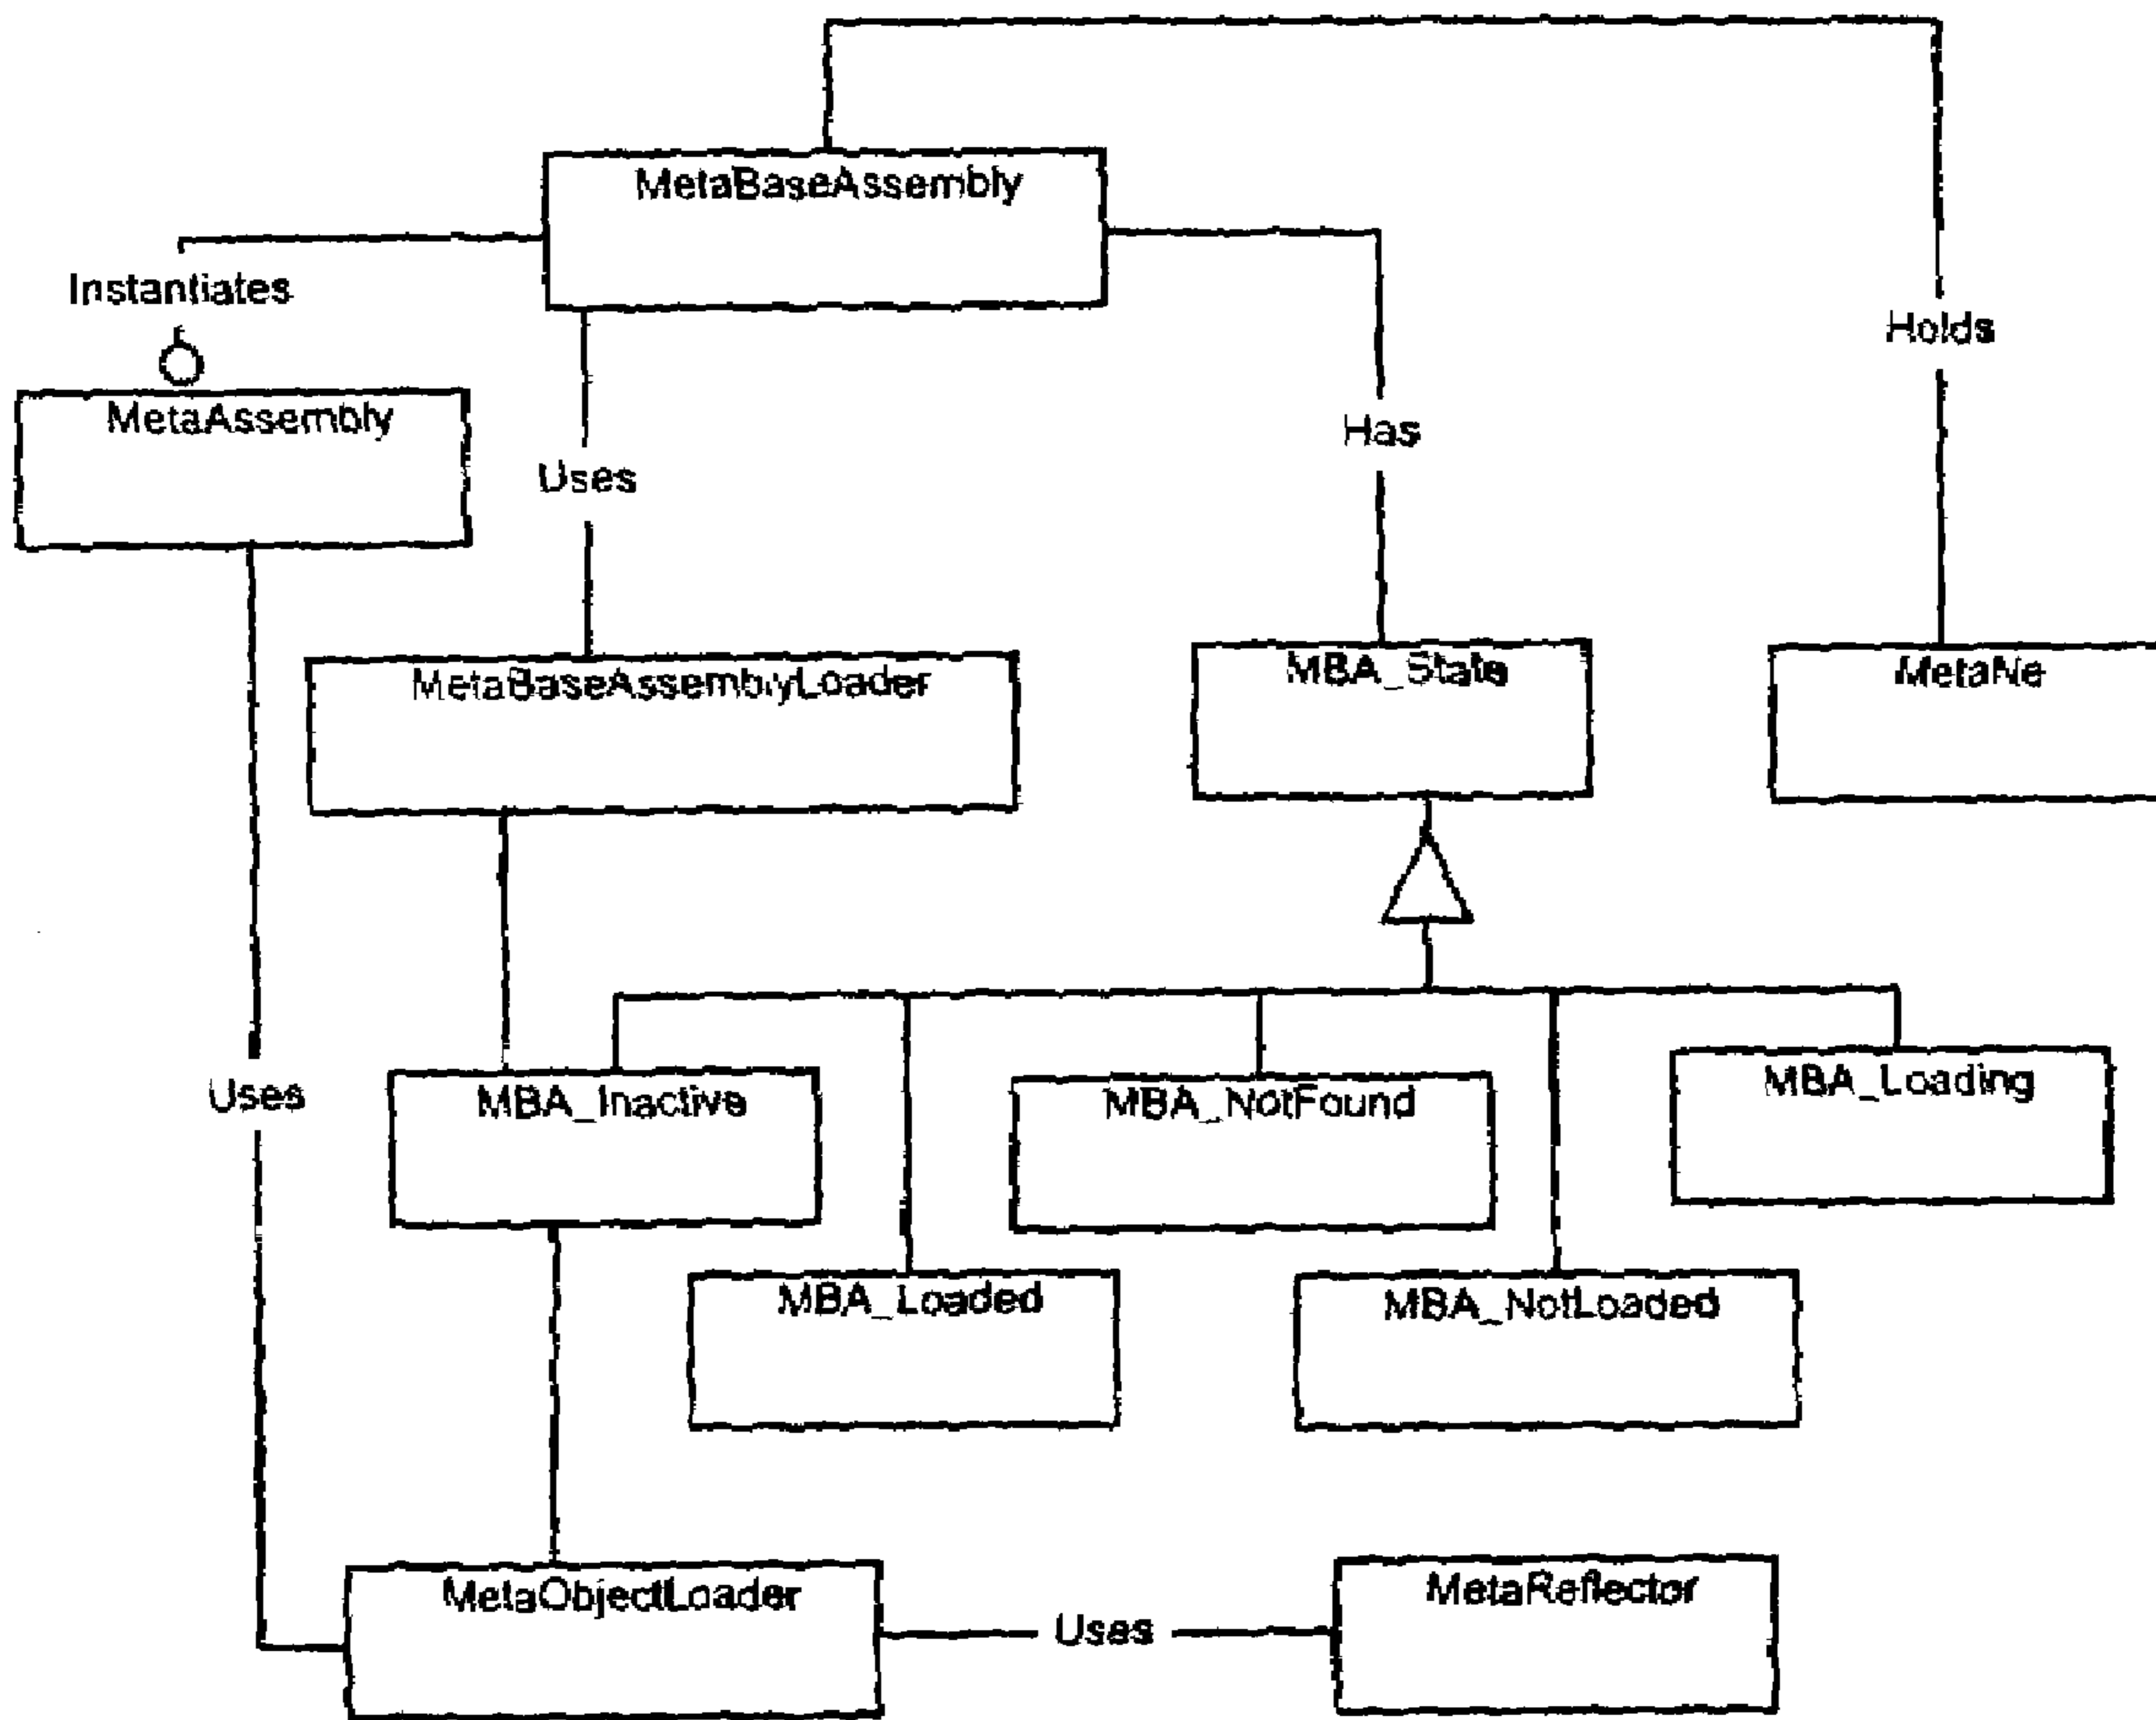 MetaBaseAssembly
Instantiates
Holds
MetaAssembly
Has
Uses
MetaBaseAssemblyLoader
MBA_State
MetaNe
Uses
MBA_Inactive
MBA_NotFound
MBA_Loading
MBA_Loaded
MBA_NotLoaded
MetaObjectLoader
Uses
MetaReflector